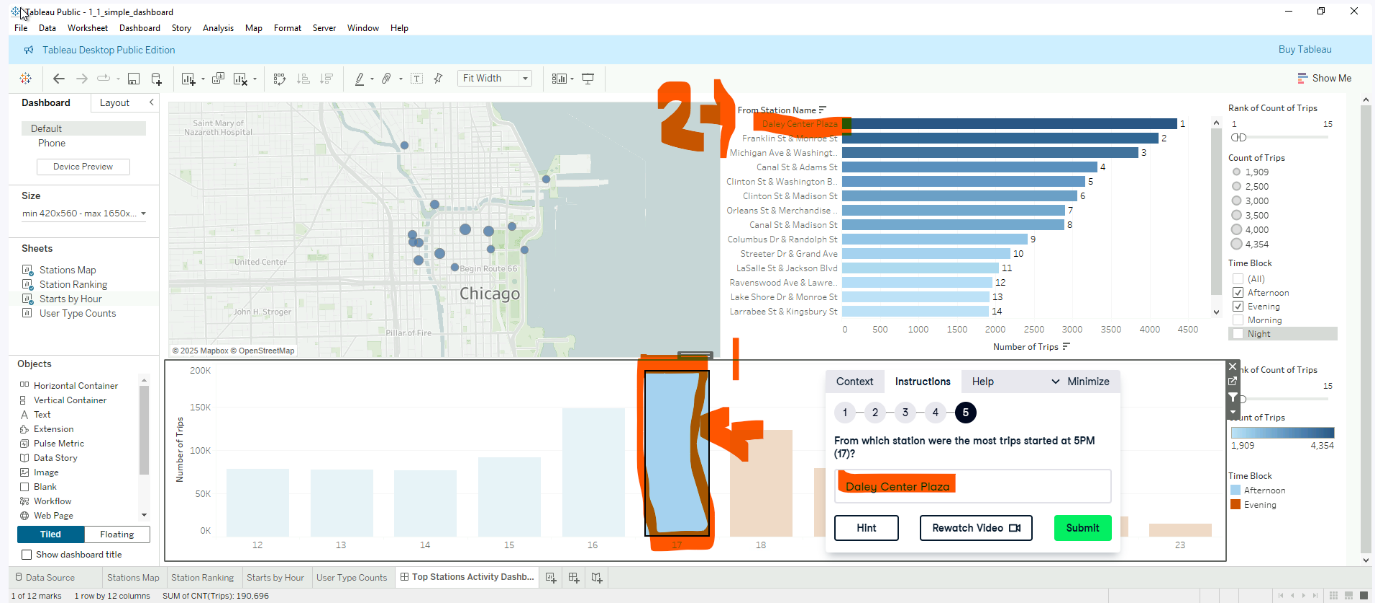 Tableau Public - 1_1_simple_dashboard
File Data Worksheet Dashboard Story Analysis Map Format Server Window Help
Tableau Desktop Public Edition
Buy Tableau
Fit Width
Show Me
Dashboard
Layout
Default
Phone
Device Preview
Size
min 420x560 · max 1650x...
Sheets
Stations Map
Station Ranking
Starts by Hour
User Type Counts
Objects
Horizontal Container
Vertical Container
Text
Extension
Pulse Metric
Data Story
Image
Blank
Workflow
Web Page
Tiled
Floating
Show dashboard title
Saint Mary of
Nazareth Hospital
United Center
Begin Route 66
Chicago
John H. Stroger
Pillar of Fire
© 2025 Mapbox © OpenStreetMap
2-
From Station Name
Daley Center Plaza 1
Franklin St & Monroe St 2
Michigan Ave & Washingt... 3
Canal St & Adams St 4
Clinton St & Washington B... 5
Clinton St & Madison St 6
Orleans St & Merchandise... 7
Canal St & Madison St 8
Columbus Dr & Randolph St 9
Streeter Dr & Grand Ave 10
LaSalle St & Jackson Blvd 11
Ravenswood Ave & Lawre... 12
Lake Shore Dr & Monroe St 13
Larrabee St & Kingsbury St 14
0 500 1000 1500 2000 2500 3000 3500 4000 4500
Number of Trips
Rank of Count of Trips
1 15
Count of Trips
1,909
2,500
3,000
3,500
4,000
4,354
Time Block
(All)
Afternoon
Evening
Morning
Night
1
200K
150K
100K
50K
0K
Number of Trips
12 13 14 15 16 17 18 23
Context
Instructions
Help
Minimize
1 2 3 4 5
From which station were the most trips started at 5PM
(17)?
Daley Center Plaza
Hint
Rewatch Video
Submit
nk of Count of Trips
15
ount of Trips
1,909 4,354
Time Block
Afternoon
Evening
Data Source
Stations Map
Station Ranking
Starts by Hour
User Type Counts
Top Stations Activity Dashb...
1 of 12 marks 1 row by 12 columns SUM of CNT(Trips): 190,696